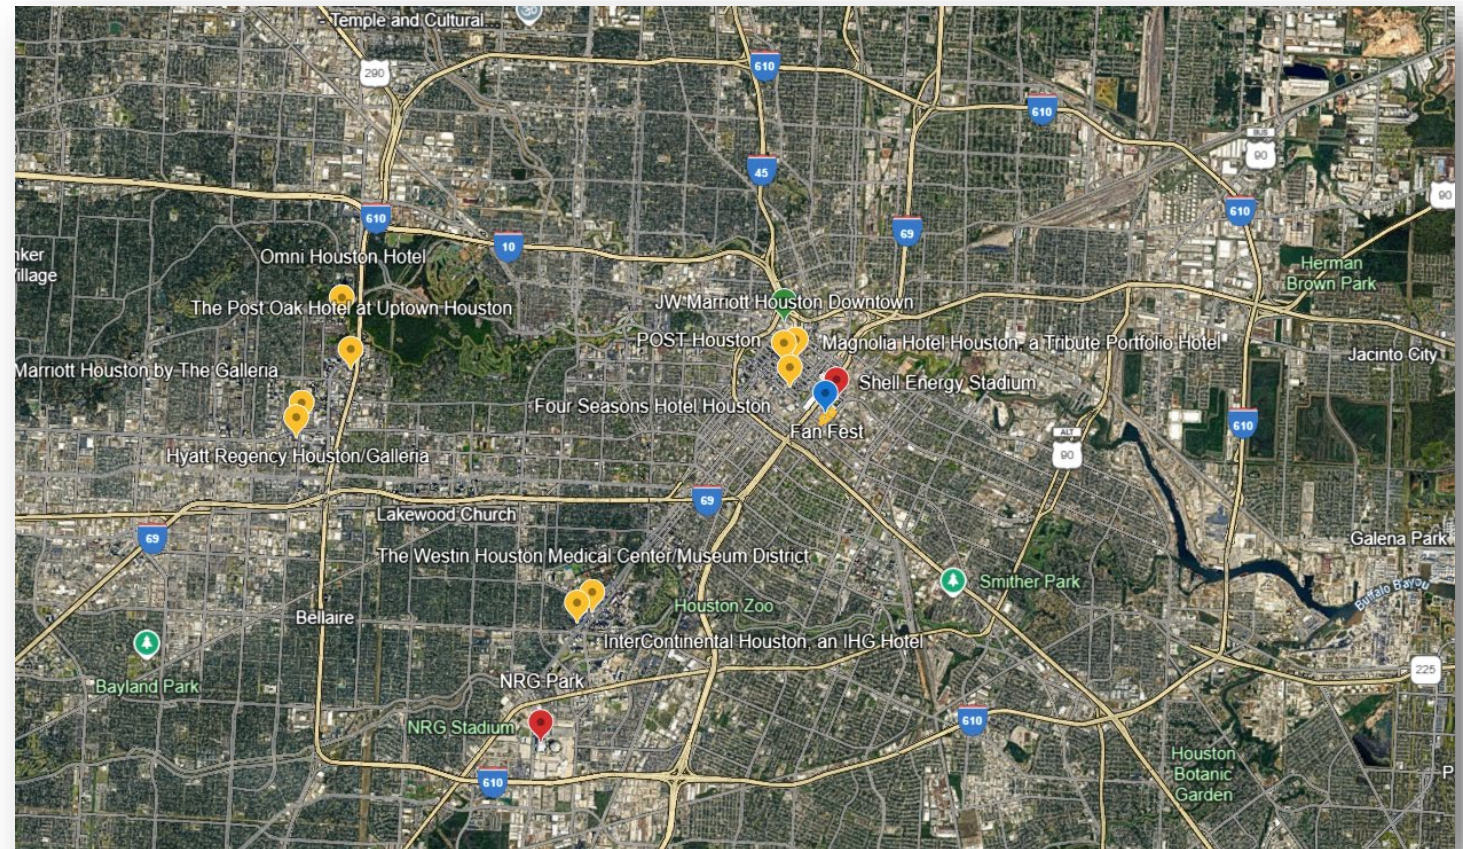 Temple and Cultural...
290
610
610
BUS
90
45
90
610
610
69
10
nker
Village
Omni Houston Hotel
Herman
Brown Park
The Post Oak Hotel at Uptown Houston
JW Marriott Houston Downtown
POST Houston
Magnolia Hotel Houston, a Tribute Portfolio Hotel
Jacinto City
Marriott Houston by The Galleria
Shell Energy Stadium
Four Seasons Hotel Houston
610
Fan Fest
ALT
90
Hyatt Regency Houston/Galleria
69
Lakewood Church
69
Galena Park
The Westin Houston Medical Center/Museum District
Smither Park
Buffalo Bayou
Houston Zoo
Bellaire
InterContinental Houston, an IHG Hotel
225
NRG Park
Bayland Park
NRG Stadium
610
Houston
Botanic
Garden
P
610